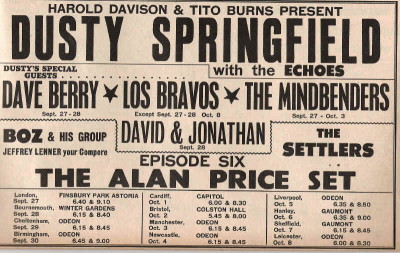 HAROLD DAVISON & TITO BURNS PRESENT
DUSTY SPRINGFIELD
DUSTY'S SPECIAL
GUESTS
with the ECHOES
DAVE BERRY ★ LOS BRAVOS ★ THE MINDBENDERS
Sept. 27-28 Except Sept. 27-28 Oct. 8 Sept. 27 - Oct. 3
BOZ & HIS GROUP
JEFFREY LENNER your Compere
DAVID & JONATHAN
Sept. 28
THE
SETTLERS
EPISODE SIX
THE ALAN PRICE SET
London, FINSBURY PARK ASTORIA
Sept. 27 6.40 & 9.10
Bournemouth, WINTER GARDENS
Sept. 28 6.15 & 8.40
Cheltenham, ODEON
Sept. 29 6.15 & 8.45
Birmingham, ODEON
Sept. 30 6.45 & 9.00
Cardiff, CAPITOL
Oct. 1 6.00 & 8.30
Bristol, COLSTON HALL
Oct. 2 5.45 & 8.00
Manchester, ODEON
Oct. 3 6.15 & 8.45
Newcastle, ODEON
Oct. 4 6.15 & 8.45
Liverpool, ODEON
Oct. 5 6.35 & 8.50
Hanley, GAUMONT
Oct. 6 6.35 & 9.00
Sheffield, GAUMONT
Oct. 7 6.15 & 8.45
Leicester, ODEON
Oct. 8 6.00 & 8.30